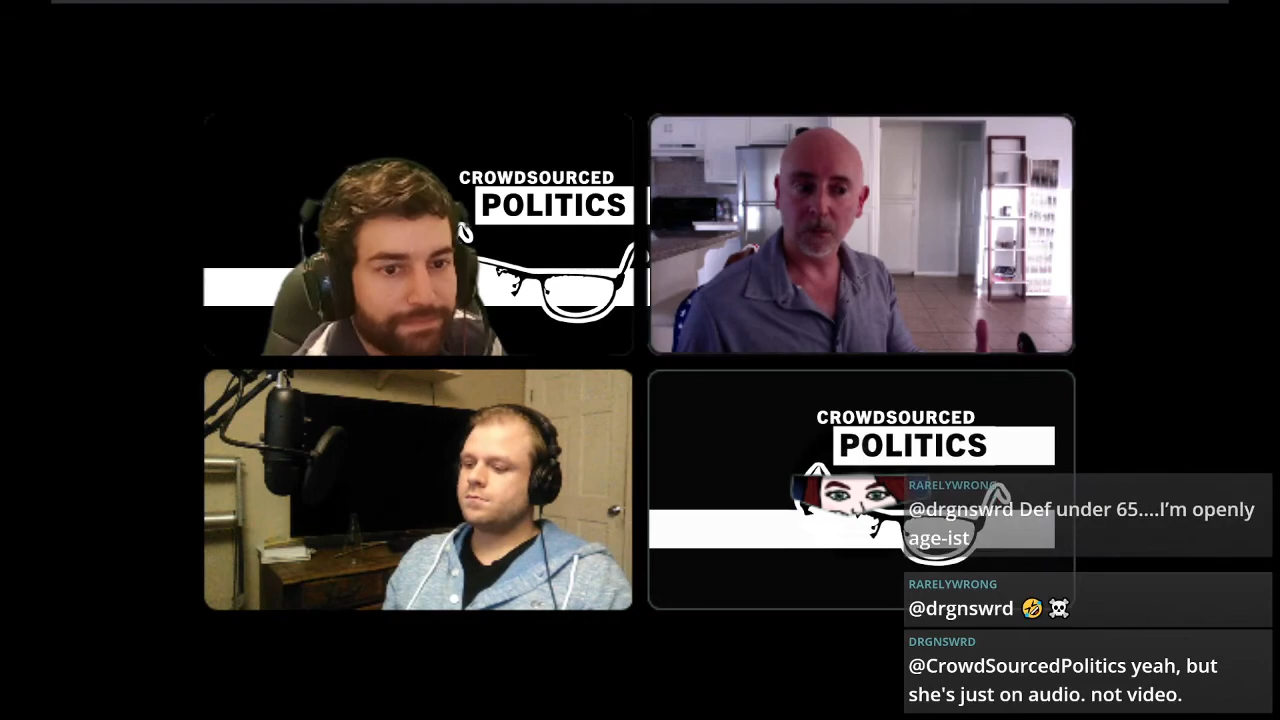 CROWDSOURCED
POLITICS
CROWDSOURCED
POLITICS
RARELYWRONG
@drgnswrd Def under 65....I'm openly
age-ist
RARELYWRONG
@drgnswrd 🤣 ☠️
DRGNSWRD
@CrowdSourcedPolitics yeah, but
she's just on audio. not video.